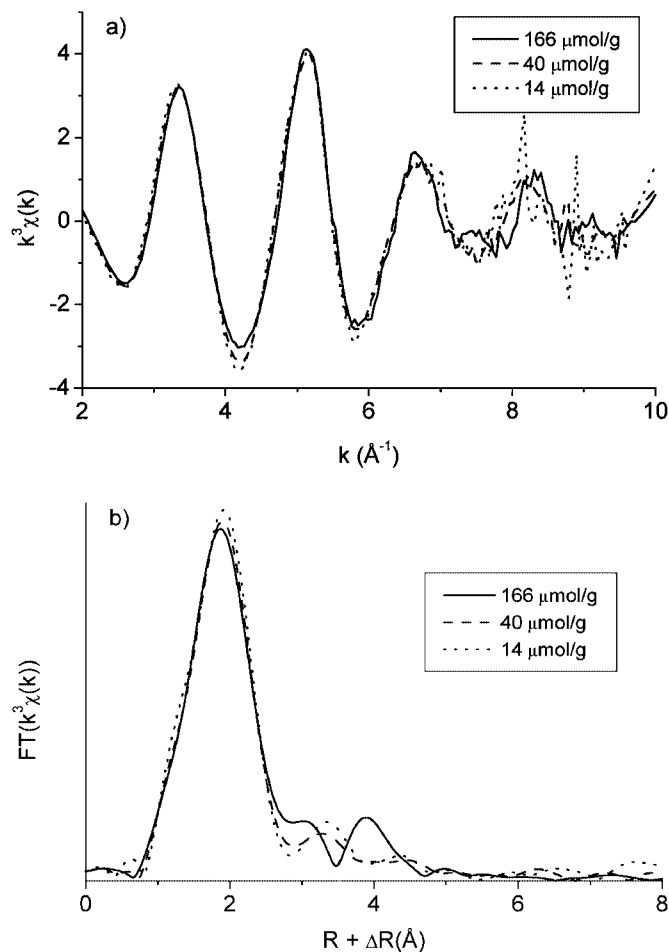 a)
166 μmol/g
40 μmol/g
14 μmol/g
k³χ(k)
4
2
0
-2
-4
2 4 6 8 10
k (Å⁻¹)
b)
166 μmol/g
40 μmol/g
14 μmol/g
FT(k³χ(k))
0 2 4 6 8
R + ΔR(Å)